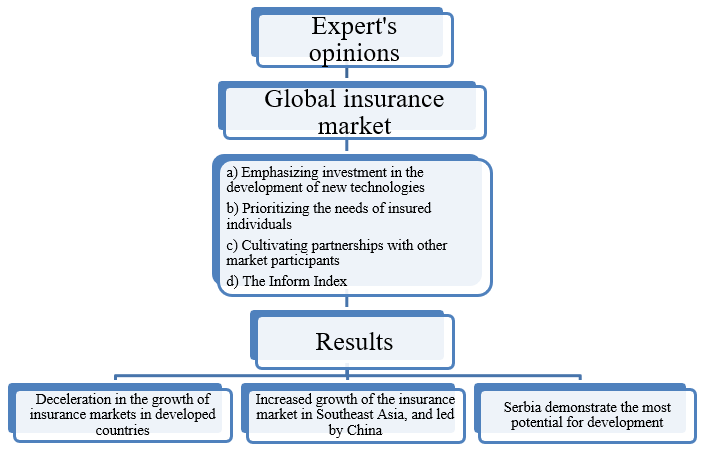 Expert's
opinions
Global insurance
market
a) Emphasizing investment in the
development of new technologies
b) Prioritizing the needs of insured
individuals
c) Cultivating partnerships with other
market participants
d) The Inform Index
Results
Deceleration in the growth of
insurance markets in developed
countries
Increased growth of the insurance
market in Southeast Asia, and led
by China
Serbia demonstrate the most
potential for development